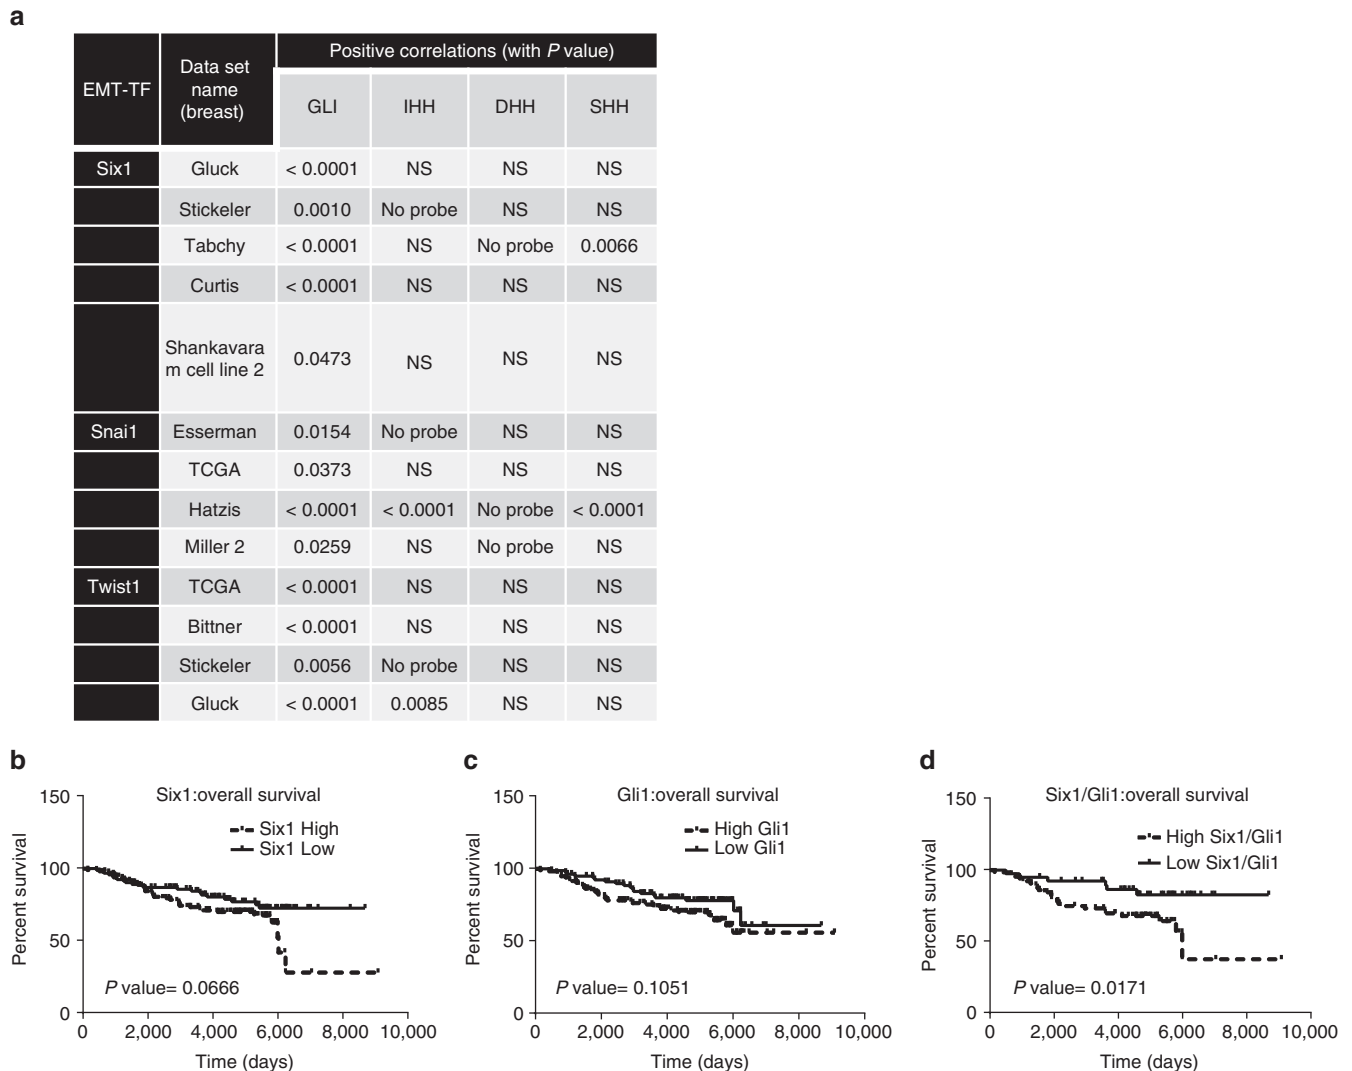 a
EMT-TF
Data set
name
(breast)
Positive correlations (with P value)
GLI IHH DHH SHH
Six1 Gluck < 0.0001 NS NS NS
Stickeler 0.0010 No probe NS NS
Tabchy < 0.0001 NS No probe 0.0066
Curtis < 0.0001 NS NS NS
Shankavara
m cell line 2
0.0473 NS NS NS
Snai1 Esserman 0.0154 No probe NS NS
TCGA 0.0373 NS NS NS
Hatzis < 0.0001 < 0.0001 No probe < 0.0001
Miller 2 0.0259 NS No probe NS
Twist1 TCGA < 0.0001 NS NS NS
Bittner < 0.0001 NS NS NS
Stickeler 0.0056 No probe NS NS
Gluck < 0.0001 0.0085 NS NS
b
Six1:overall survival
Six1 High
Six1 Low
Percent survival
150
100
50
0
P value= 0.0666
0 2,000 4,000 6,000 8,000 10,000
Time (days)
c
Gli1:overall survival
High Gli1
Low Gli1
Percent survival
150
100
50
0
P value= 0.1051
0 2,000 4,000 6,000 8,000 10,000
Time (days)
d
Six1/Gli1:overall survival
High Six1/Gli1
Low Six1/Gli1
Percent survival
150
100
50
0
P value= 0.0171
0 2,000 4,000 6,000 8,000 10,000
Time (days)